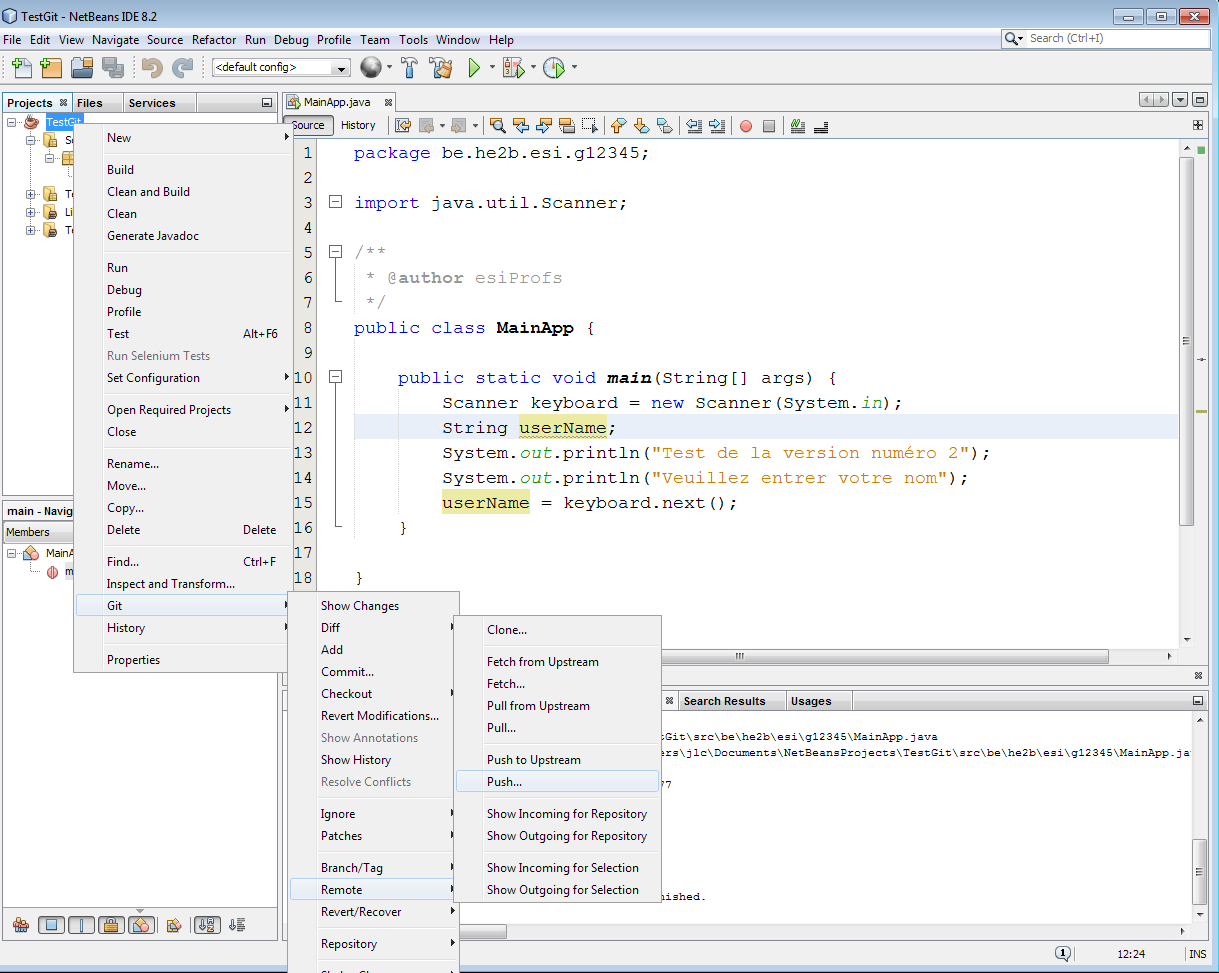 TestGit - NetBeans IDE 8.2
File Edit View Navigate Source Refactor Run Debug Profile Team Tools Window Help
Search (Ctrl+I)
<default config>
Projects Files Services
MainApp.java
TestGit
Source History
New
Build
Clean and Build
Clean
Generate Javadoc
Run
Debug
Profile
Test Alt+F6
Run Selenium Tests
Set Configuration
Open Required Projects
Close
Rename...
Move...
Copy...
Delete Delete
Find... Ctrl+F
Inspect and Transform...
Git
History
Properties
main - Navig
Members
MainA
m
1 package be.he2b.esi.g12345;
2
3 import java.util.Scanner;
4
5 /**
6 * @author esiProfs
7 */
8 public class MainApp {
9
10 public static void main(String[] args) {
11 Scanner keyboard = new Scanner(System.in);
12 String userName;
13 System.out.println("Test de la version numéro 2");
14 System.out.println("Veuillez entrer votre nom");
15 userName = keyboard.next();
16 }
17
18 }
Show Changes
Diff
Add
Commit...
Checkout
Revert Modifications...
Show Annotations
Show History
Resolve Conflicts
Ignore
Patches
Branch/Tag
Remote
Revert/Recover
Repository
Clone...
Fetch from Upstream
Fetch...
Pull from Upstream
Pull...
Push to Upstream
Push...
Show Incoming for Repository
Show Outgoing for Repository
Show Incoming for Selection
Show Outgoing for Selection
Search Results Usages
tGit\src\be\he2b\esi\g12345\MainApp.java
ers\jlc\Documents\NetBeansProjects\TestGit\src\be\he2b\esi\g12345\MainApp.ja
77
nished.
1 12:24 INS